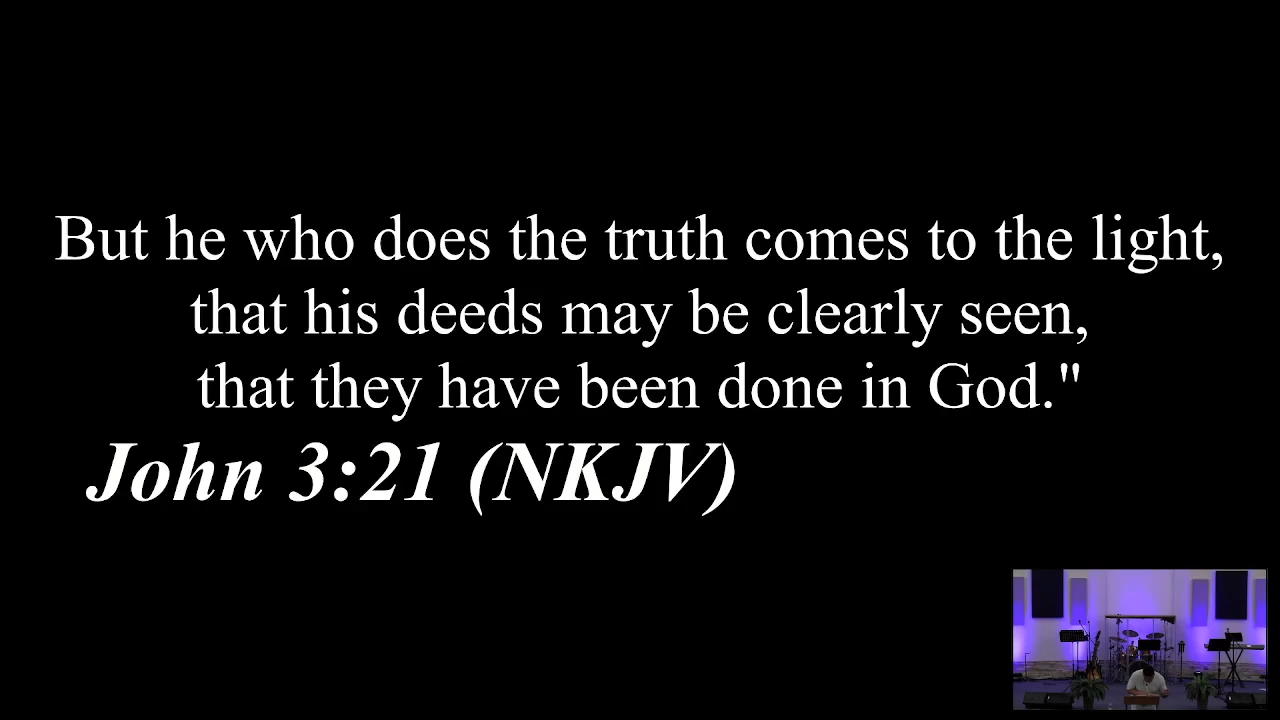 But he who does the truth comes to the light,
that his deeds may be clearly seen,
that they have been done in God."
John 3:21 (NKJV)